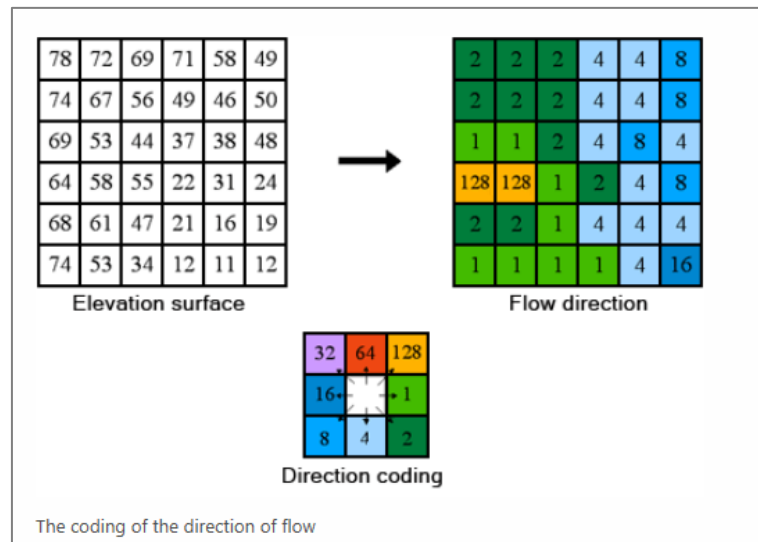 78 72 69 71 58 49 2 2 2 4 4 8
74 67 56 49 46 50 2 2 2 4 4 8
69 53 44 37 38 48 1 1 2 4 8 4
64 58 55 22 31 24 128 128 1 2 4 8
68 61 47 21 16 19 2 2 1 4 4 4
74 53 34 12 11 12 1 1 1 1 4 16
Elevation surface Flow direction
32 64 128
16 1
8 4 2
Direction coding
The coding of the direction of flow